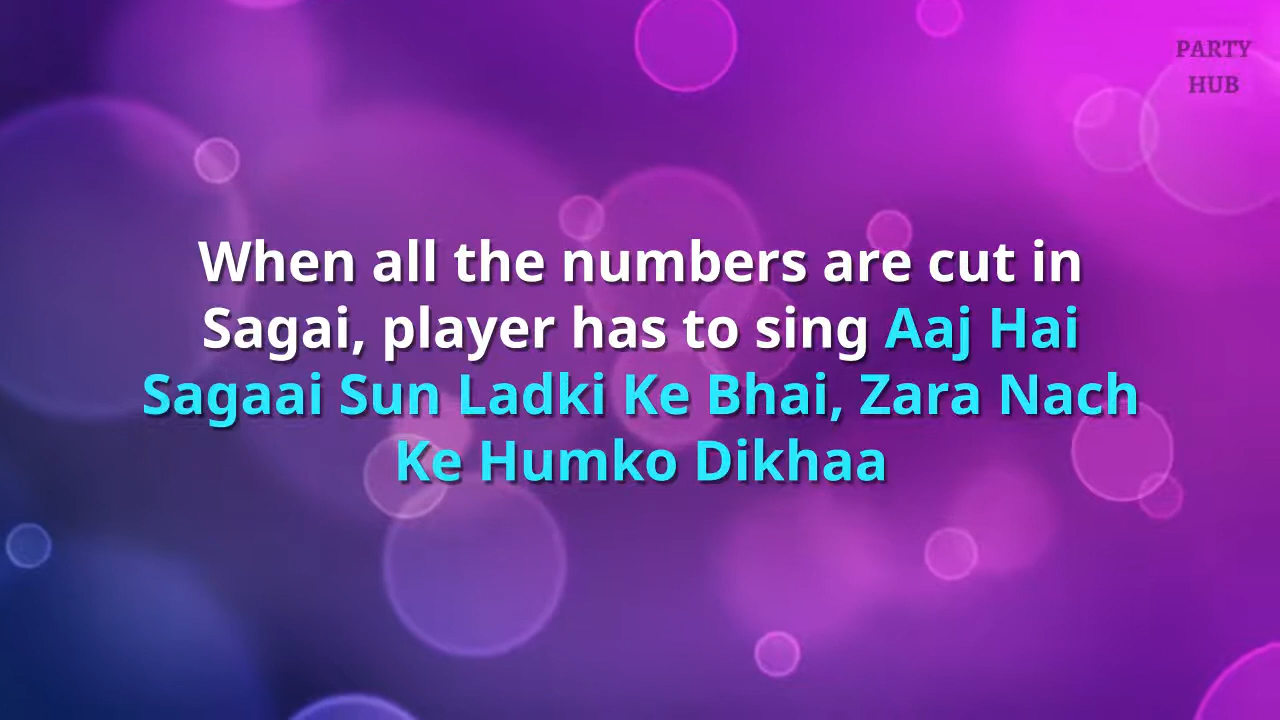 PARTY
HUB
When all the numbers are cut in
Sagai, player has to sing Aaj Hai
Sagaai Sun Ladki Ke Bhai, Zara Nach
Ke Humko Dikhaa